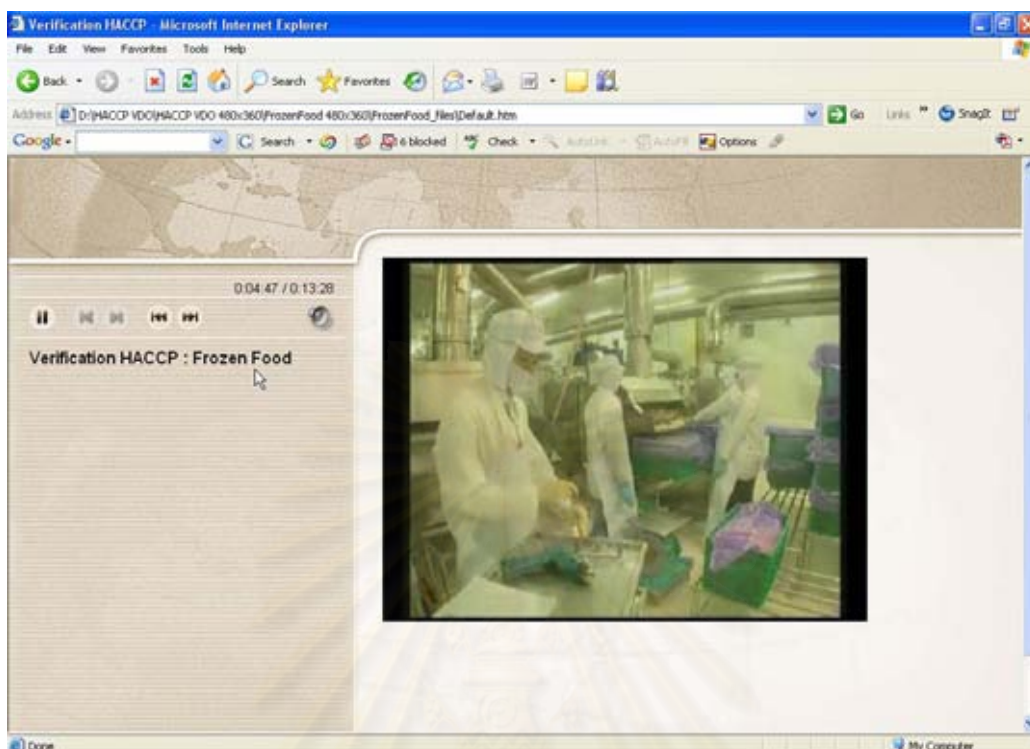 Verification HACCP - Microsoft Internet Explorer
File Edit View Favorites Tools Help
Back Search Favorites
Address D:\HACCP VDO\HACCP VDO 480x360\FrozenFood 480x360\FrozenFood_files\Default.htm Go Links SnagIt
Google Search 6 blocked Check AutoLink AutoFill Options
0:04:47 / 0:13:28
Verification HACCP : Frozen Food
Done My Computer